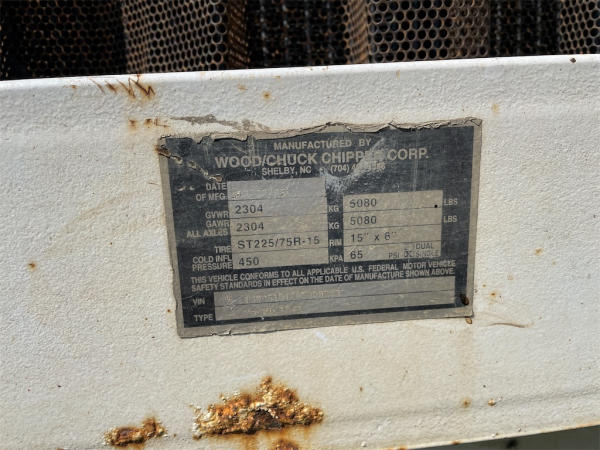 MANUFACTURED BY
WOOD/CHUCK CHIPPER CORP.
SHELBY, NC (704)
DATE
OF MFG.
GVWR 2304 KG 5080 LBS
GAWR
ALL AXLES 2304 KG 5080 LBS
TIRE ST225/75R-15 RIM 15" x 6"
COLD INFL
PRESSURE 450 KPA 65 PSI DUAL SINGLE
THIS VEHICLE CONFORMS TO ALL APPLICABLE U.S. FEDERAL MOTOR VEHICLE
SAFETY STANDARDS IN EFFECT ON THE DATE OF MANUFACTURE SHOWN ABOVE.
VIN
TYPE